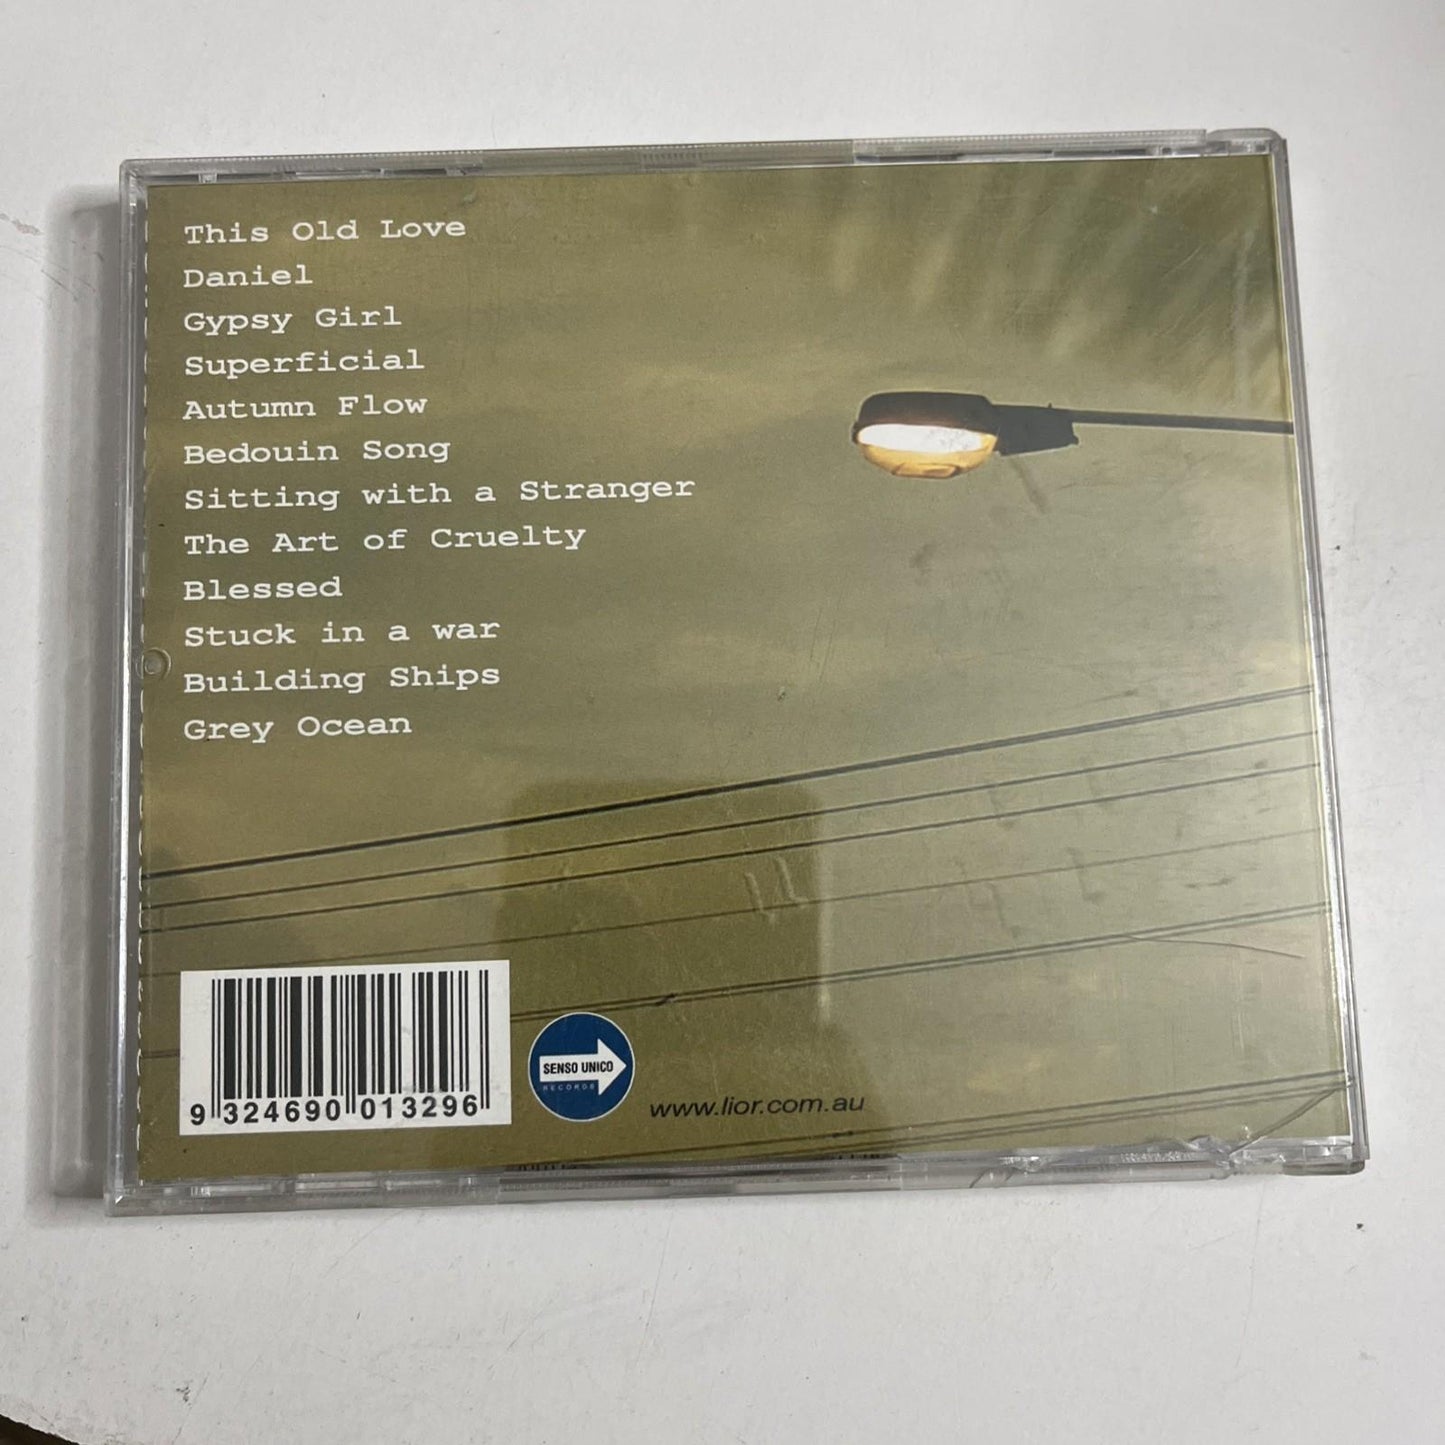 This Old Love
Daniel
Gypsy Girl
Superficial
Autumn Flow
Bedouin Song
Sitting with a Stranger
The Art of Cruelty
Blessed
Stuck in a war
Building Ships
Grey Ocean
9 324690 013296
SENSO UNICO
RECORDS
www.lior.com.au